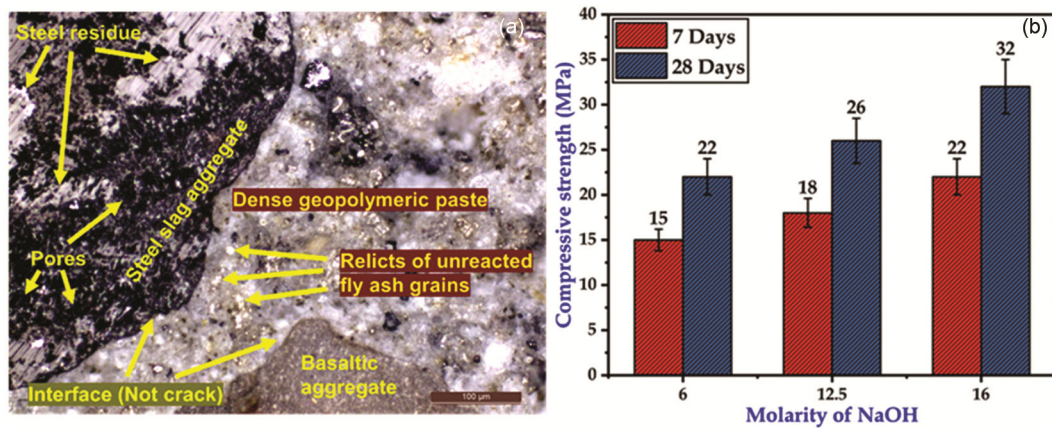 (a)
Steel residue
Steel slag aggregate
Dense geopolymeric paste
Pores
Relicts of unreacted
fly ash grains
Basaltic
aggregate
Interface (Not crack)
100 µm
(b)
7 Days
28 Days
Compressive strength (MPa)
40
35
30
25
20
15
10
5
0
15
22
18
26
22
32
6
12.5
16
Molarity of NaOH